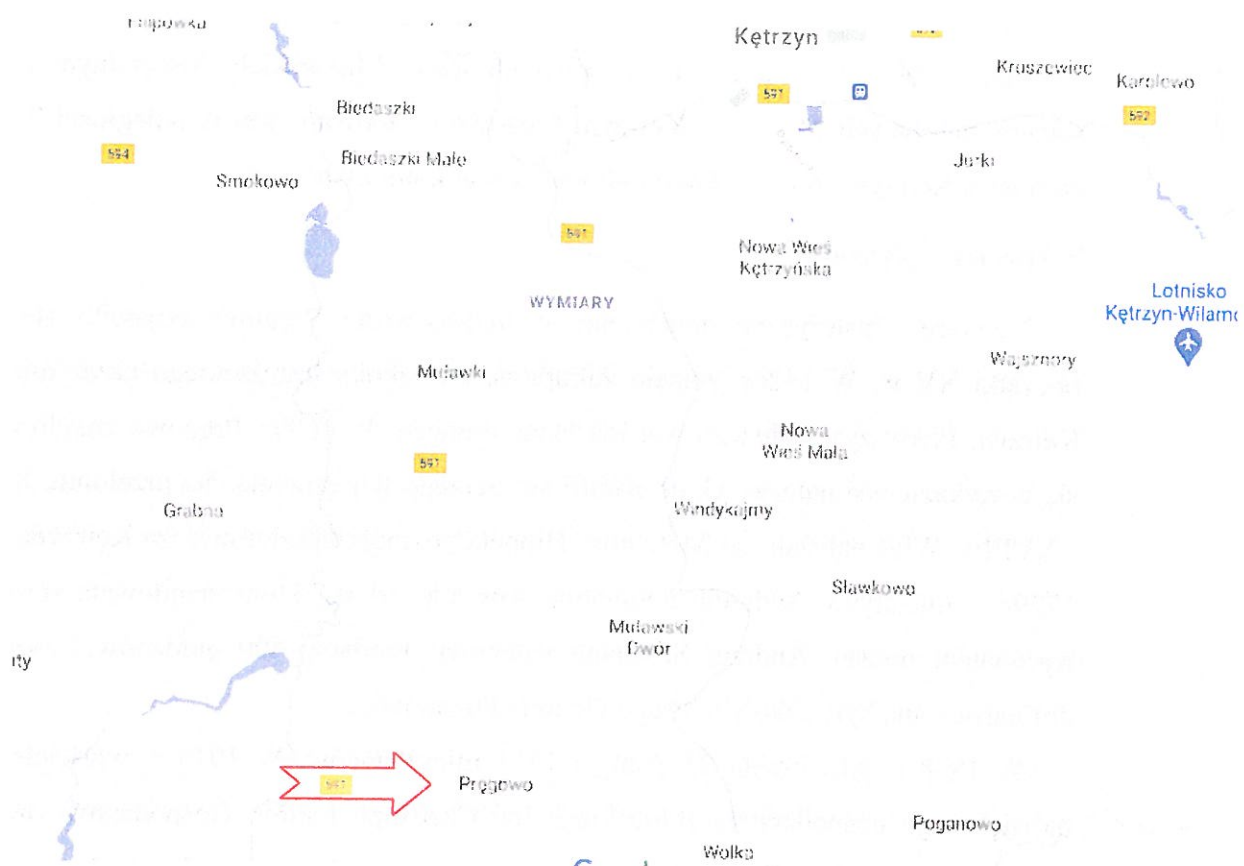 Kętrzyn
Kruszewiec
Karolewo
591
592
Biedaszki
594
Biedaszki Małe
Jurki
Smokowo
591
Nowa Wieś
Kętrzyńska
WYMIARY
Lotnisko
Kętrzyn-Wilamo
Wajsznory
Muławki
Nowa
Wieś Mała
591
Grabno
Windykajmy
Sławkowo
Muławski
Dwór
ity
591
Pręgowo
Poganowo
Wólka